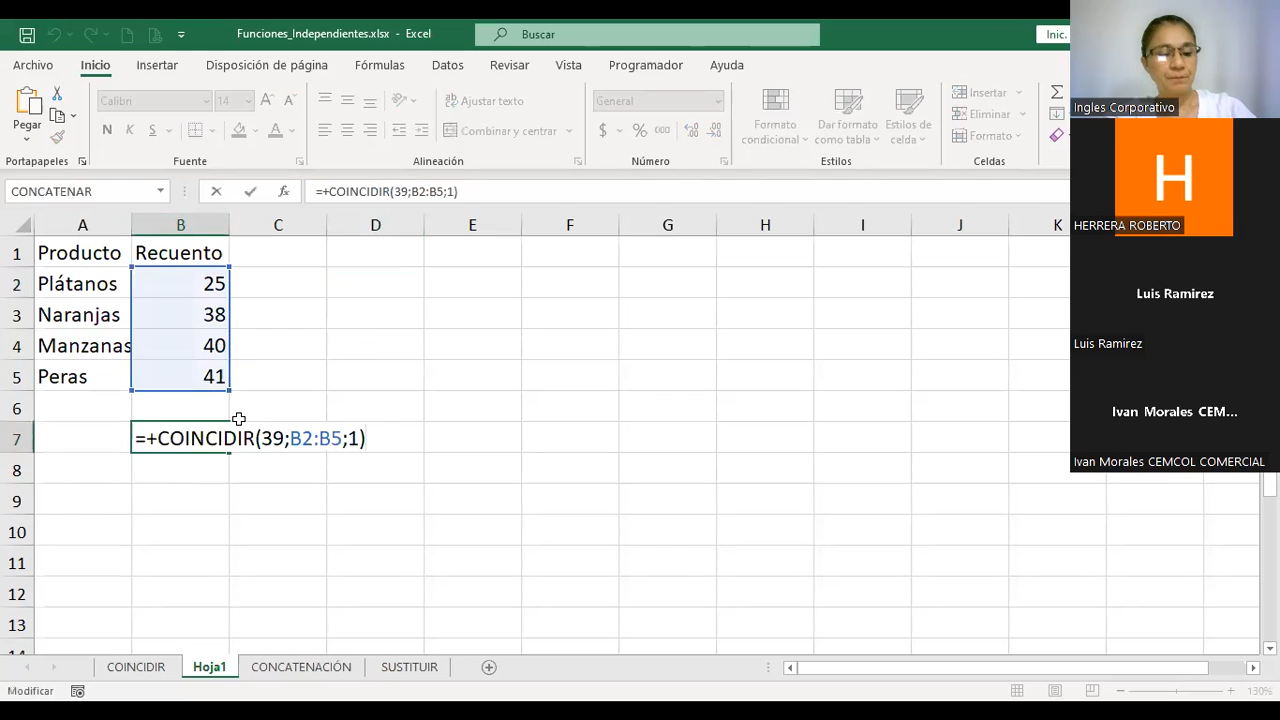 Funciones_Independientes.xlsx - Excel
Buscar
Inic.
Archivo
Inicio
Insertar
Disposición de página
Fórmulas
Datos
Revisar
Vista
Programador
Ayuda
Pegar
Portapapeles
Calibri
14
N K S
Fuente
Ajustar texto
Combinar y centrar
Alineación
General
$ % 000
Número
Formato condicional
Dar formato como tabla
Estilos de celda
Estilos
Insertar
Eliminar
Formato
Celdas
CONCATENAR
fx
=+COINCIDIR(39;B2:B5;1)
A B C D E F G H I J K
1 Producto Recuento
2 Plátanos 25
3 Naranjas 38
4 Manzanas 40
5 Peras 41
6
7 =+COINCIDIR(39;B2:B5;1)
8
9
10
11
12
13
14
COINCIDIR
Hoja1
CONCATENACIÓN
SUSTITUIR
Modificar
130%
Ingles Corporativo
H
HERRERA ROBERTO
Luis Ramirez
Luis Ramirez
Ivan Morales CEM...
Ivan Morales CEMCOL COMERCIAL